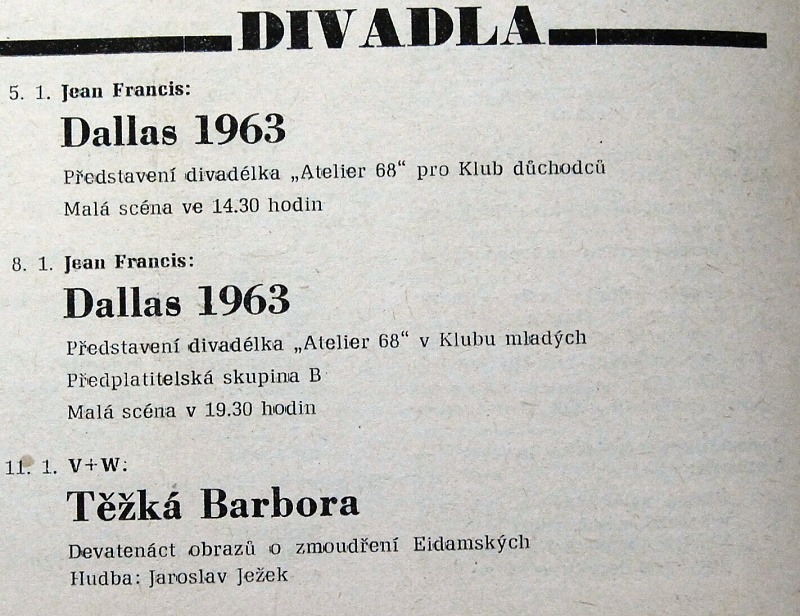 DIVADLA
5. 1. Jean Francis:
Dallas 1963
Představení divadélka „Atelier 68“ pro Klub důchodců
Malá scéna ve 14.30 hodin
8. 1. Jean Francis:
Dallas 1963
Představení divadélka „Atelier 68“ v Klubu mladých
Předplatitelská skupina B
Malá scéna v 19.30 hodin
11. 1. V+W:
Těžká Barbora
Devatenáct obrazů o zmoudření Eidamských
Hudba: Jaroslav Ježek